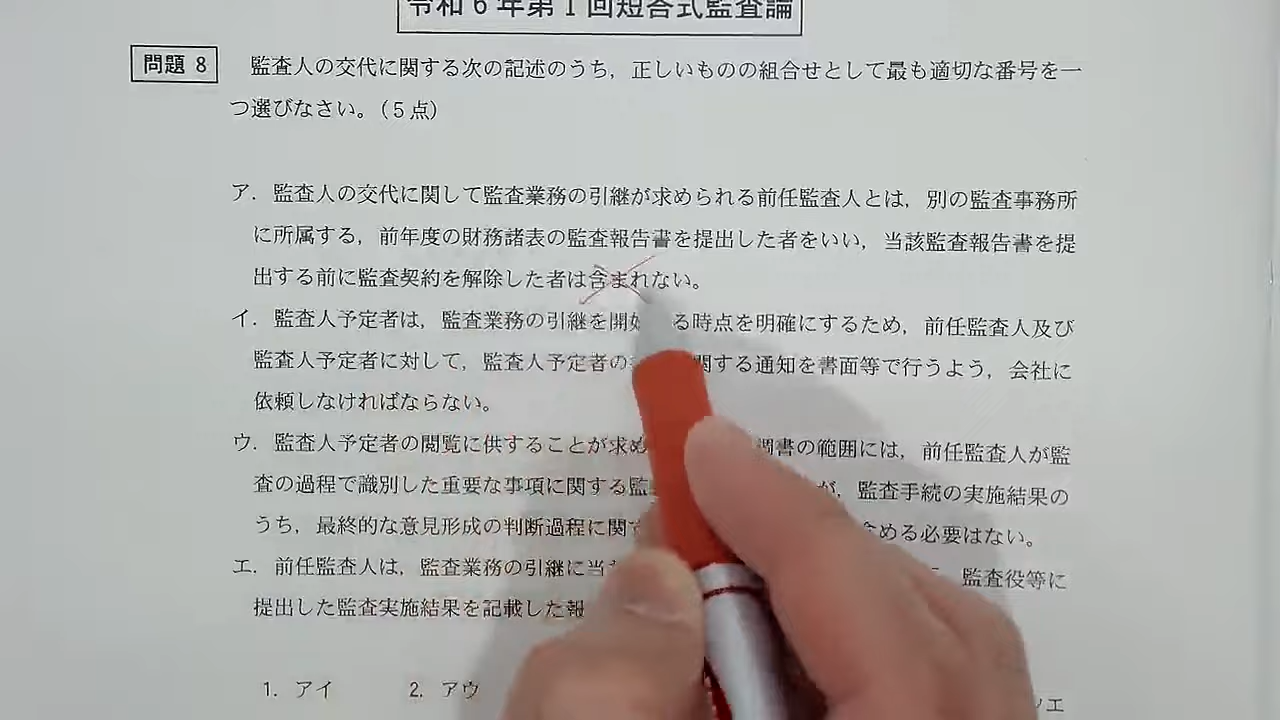 令和6年第1回短答式監査論
問題 8 監査人の交代に関する次の記述のうち，正しいものの組合せとして最も適切な番号を一
つ選びなさい。（5点）
ア．監査人の交代に関して監査業務の引継が求められる前任監査人とは，別の監査事務所
に所属する，前年度の財務諸表の監査報告書を提出した者をいい，当該監査報告書を提
出する前に監査契約を解除した者は含まれない。
イ．監査人予定者は，監査業務の引継を開始る時点を明確にするため，前任監査人及び
監査人予定者に対して，監査人予定者の 関する通知を書面等で行うよう，会社に
依頼しなければならない。
ウ．監査人予定者の閲覧に供することが求め 調書の範囲には，前任監査人が監
査の過程で識別した重要な事項に関する監 が，監査手続の実施結果の
うち，最終的な意見形成の判断過程に関す 含める必要はない。
エ．前任監査人は，監査業務の引継に当た 監査役等に
提出した監査実施結果を記載した報
1．アイ 2．アウ エ